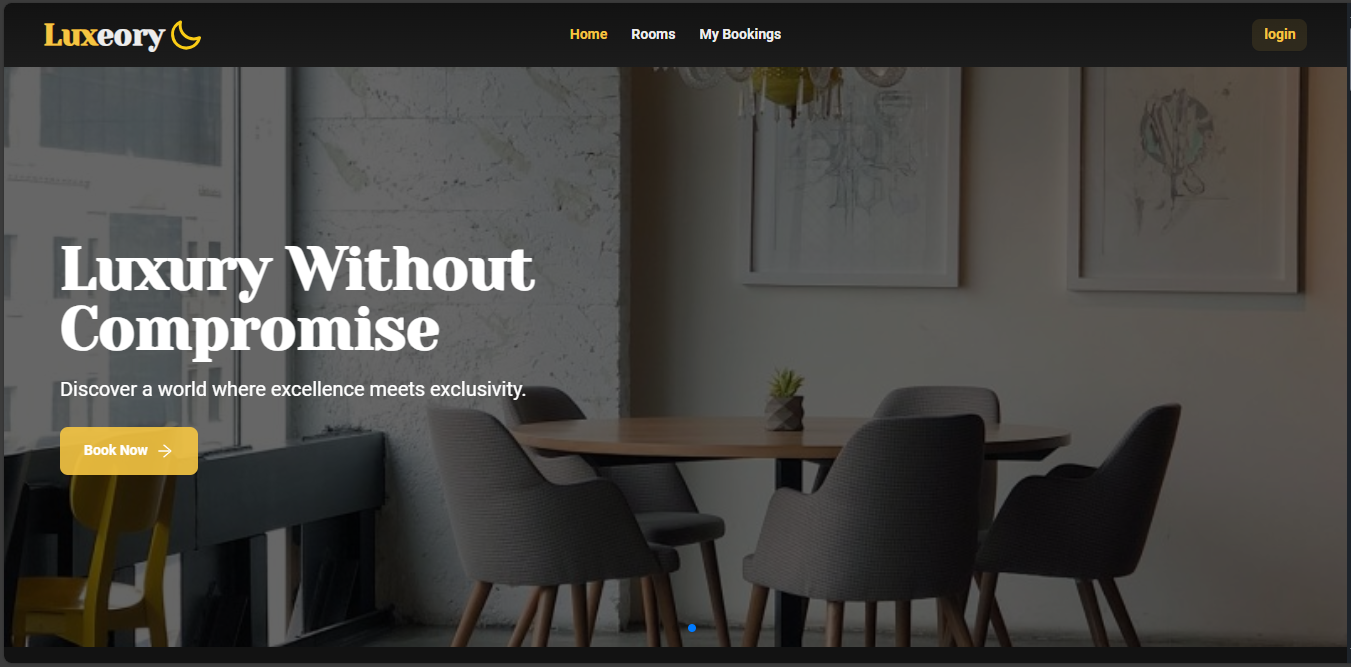 Luxeory
Home Rooms My Bookings
login
Luxury Without
Compromise
Discover a world where excellence meets exclusivity.
Book Now